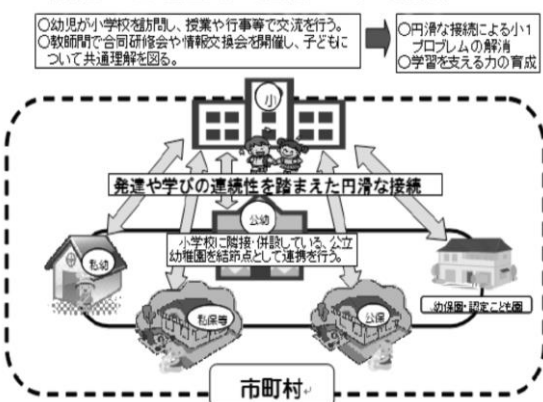 ○幼児が小学校を訪問し、授業や行事等で交流を行う。
○教師間で合同研修会や情報交換会を開催し、子どもに
ついて共通理解を図る。
○円滑な接続による小1
プロブレムの解消
○学習を支える力の育成
小
発達や学びの連続性を踏まえた円滑な接続
公幼
小学校に隣接・併設している、公立
幼稚園を結節点として連携を行う。
私幼
幼保園・認定こども園
私保等
公保
市町村